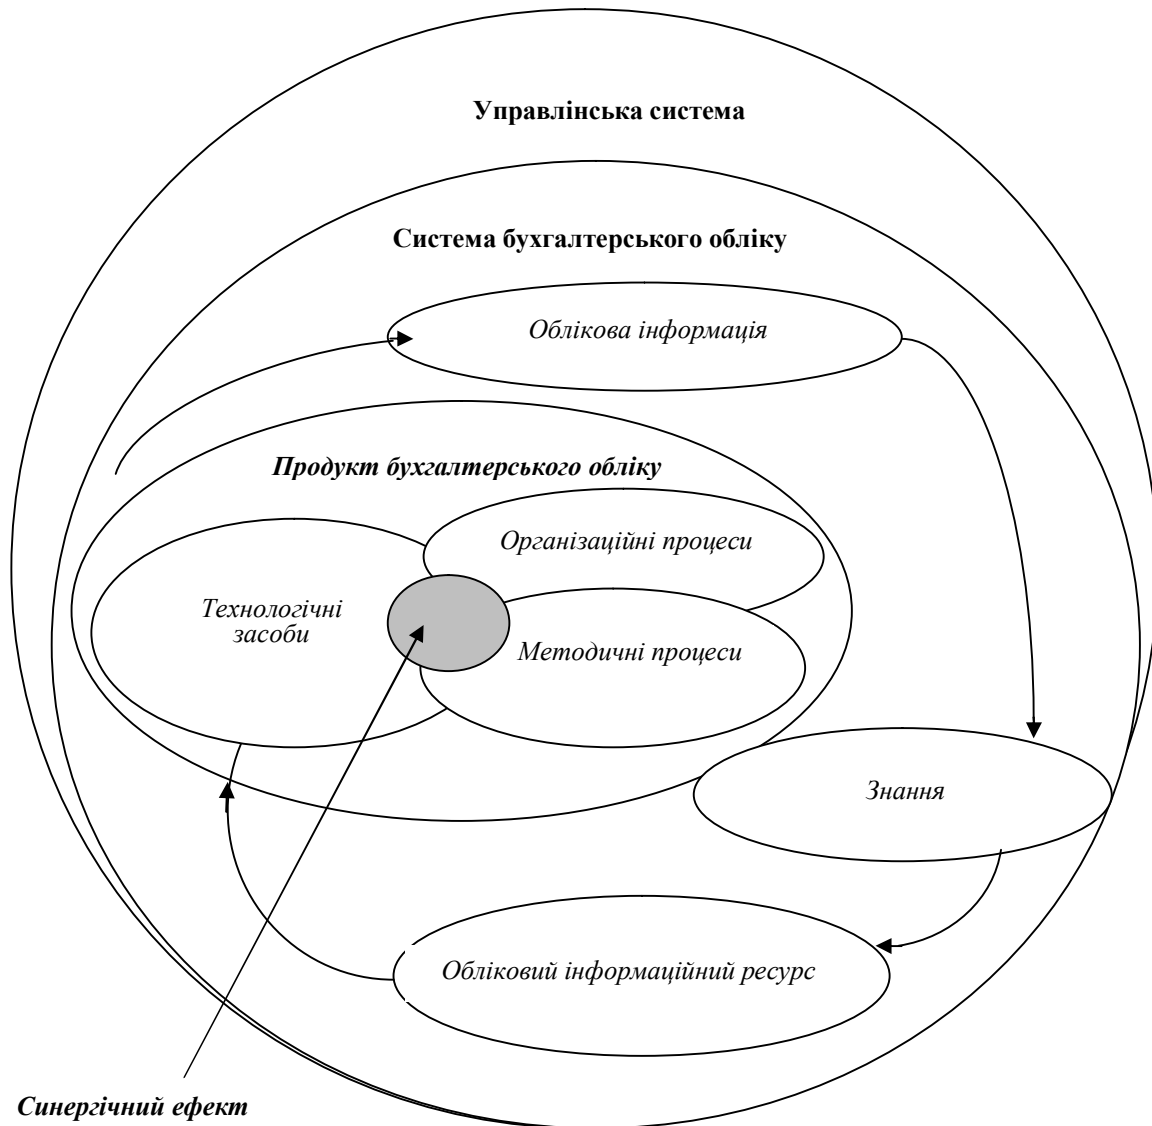 Управлінська система
Система бухгалтерського обліку
Облікова інформація
Продукт бухгалтерського обліку
Організаційні процеси
Технологічні
засоби
Методичні процеси
Знання
Обліковий інформаційний ресурс
Синергічний ефект